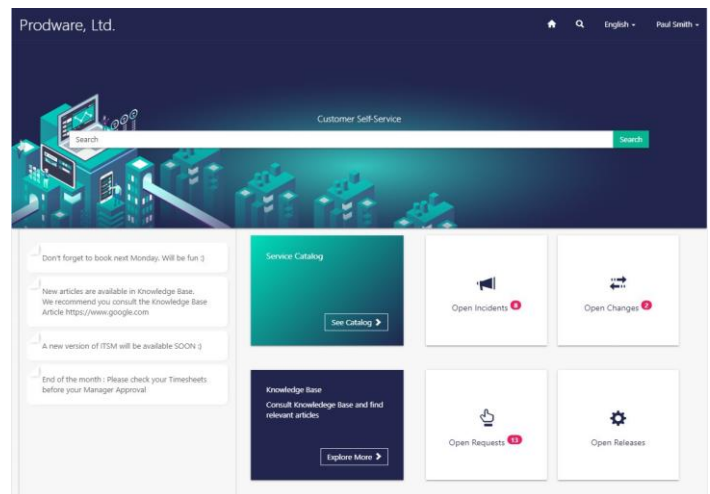 Prodware, Ltd.
English
Paul Smith
Customer Self-Service
Search
Search
Don't forget to book next Monday. Will be fun :)
New articles are available in Knowledge Base.
We recommend you consult the Knowledge Base
Article https://www.google.com
A new version of ITSM will be available SOON :)
End of the month : Please check your Timesheets
before your Manager Approval
Service Catalog
See Catalog
Open Incidents 8
Open Changes 2
Knowledge Base
Consult Knowledege Base and find
relevant articles
Explore More
Open Requests 13
Open Releases